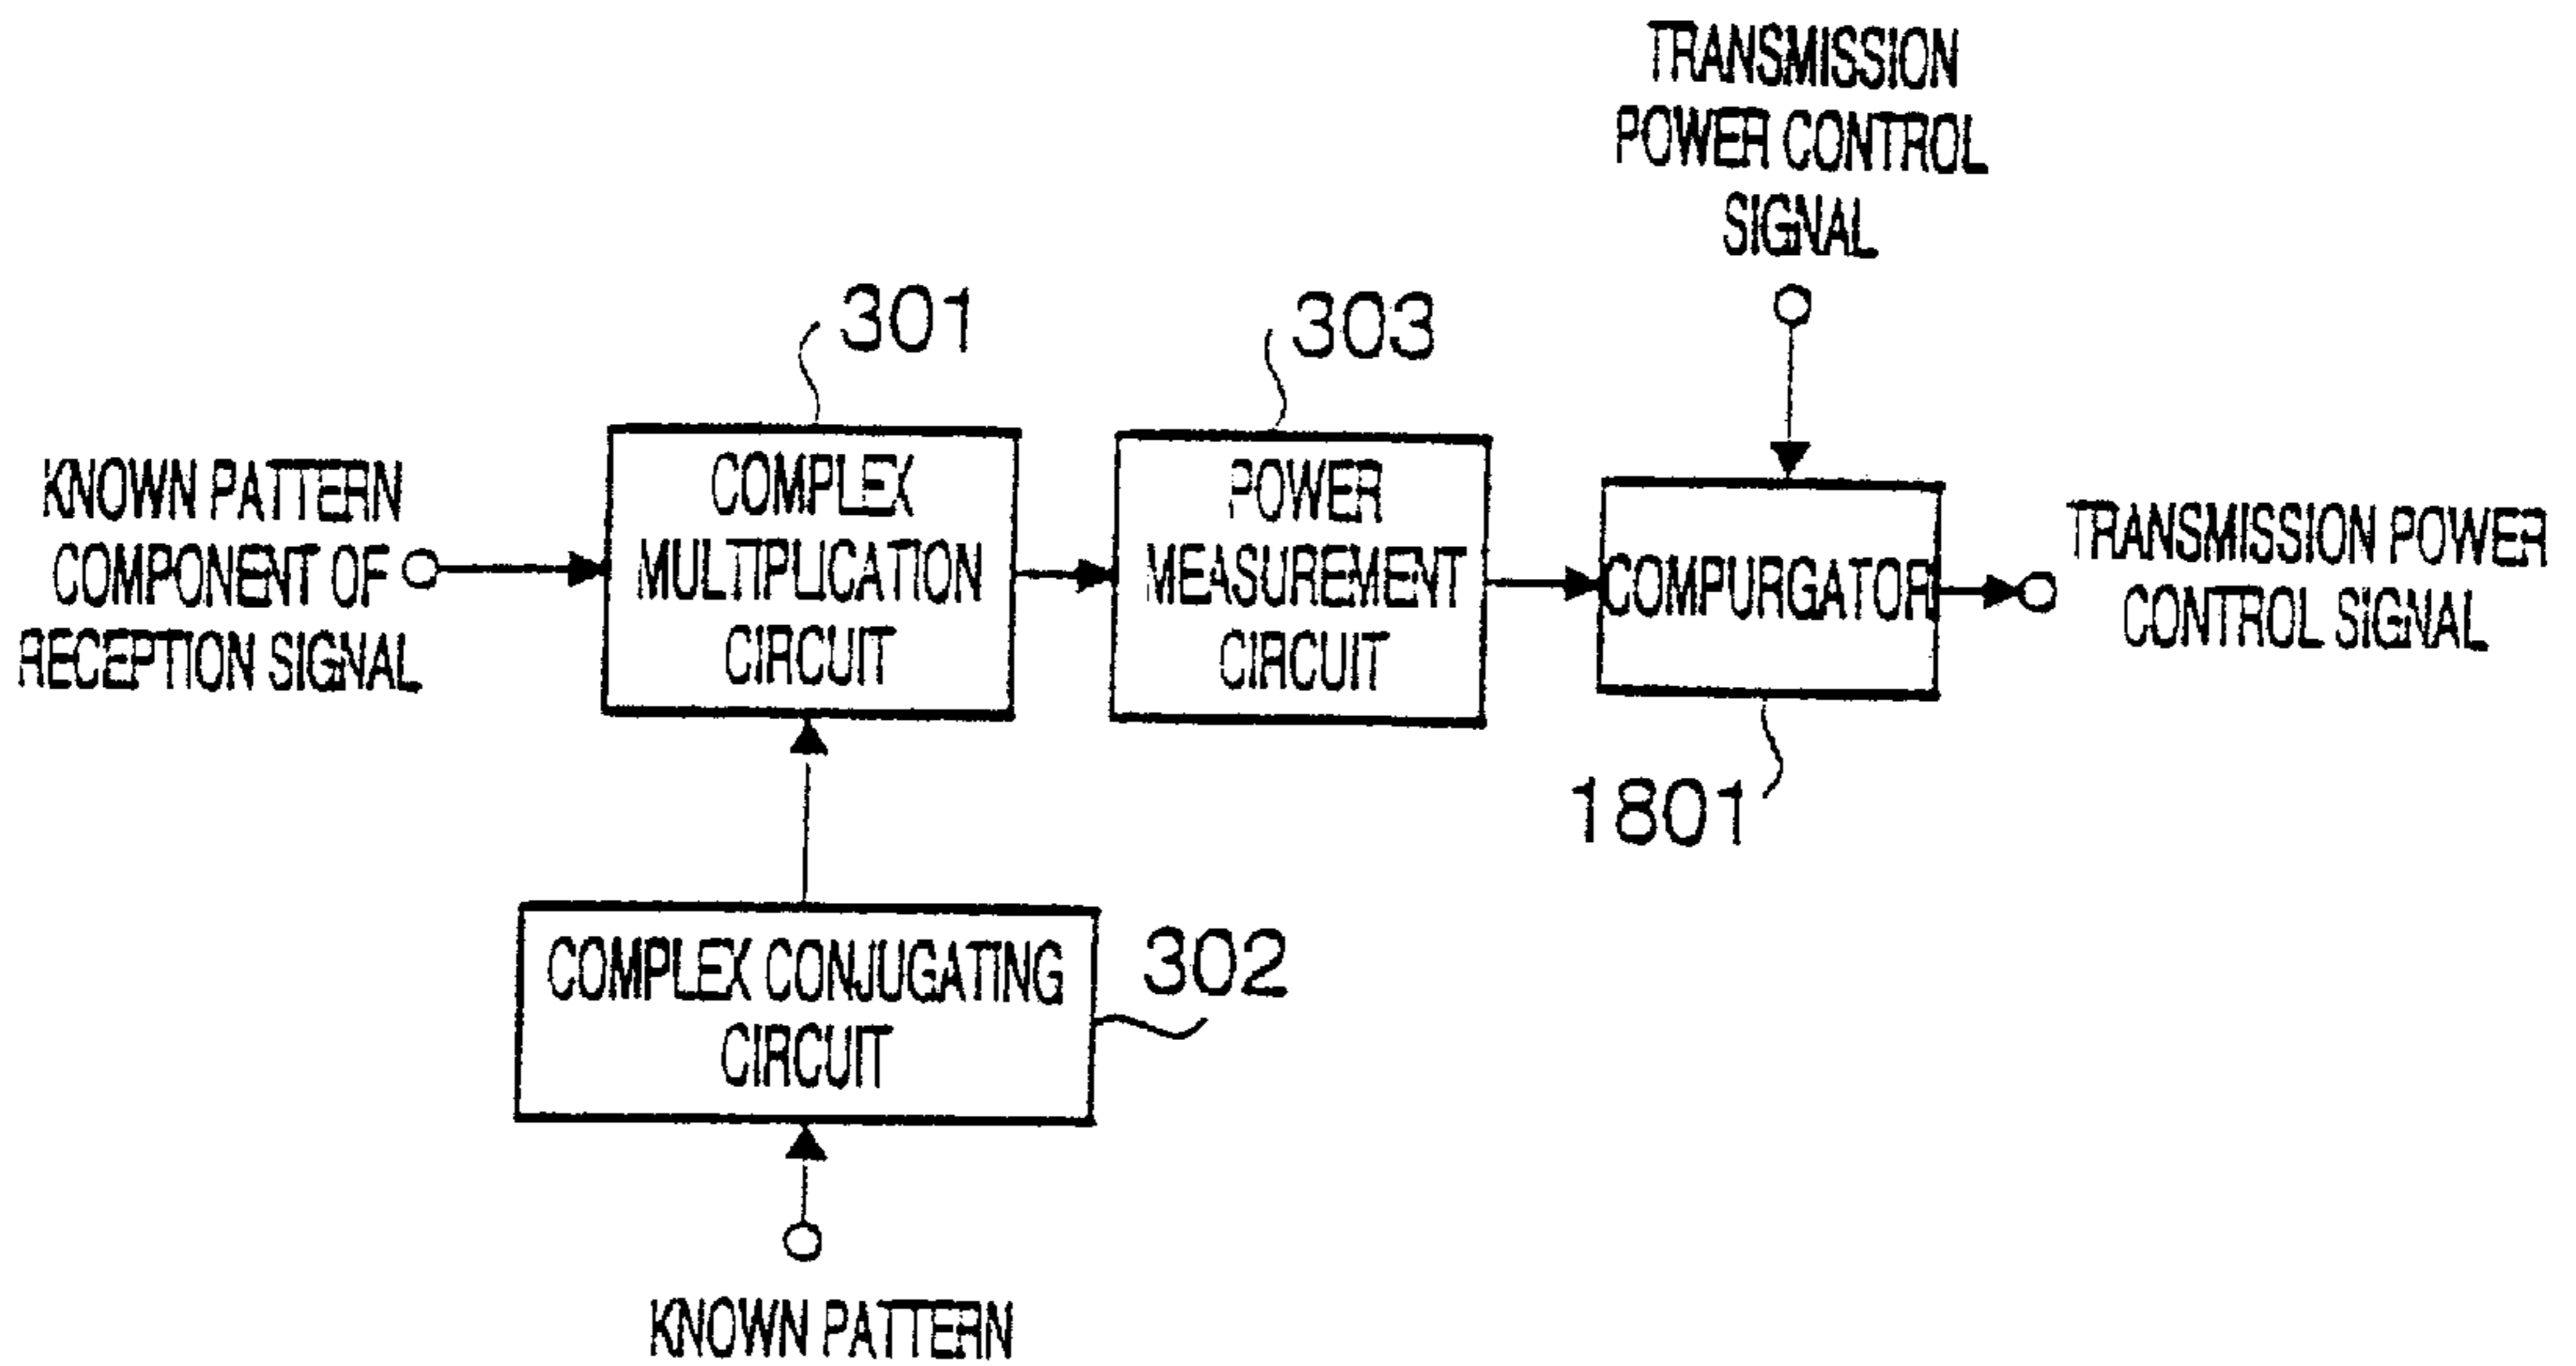 TRANSMISSION
POWER CONTROL
SIGNAL
301
303
KNOWN PATTERN
COMPONENT OF
RECEPTION SIGNAL
COMPLEX
MULTIPLICATION
CIRCUIT
POWER
MEASUREMENT
CIRCUIT
COMPURGATOR
TRANSMISSION POWER
CONTROL SIGNAL
1801
COMPLEX CONJUGATING
CIRCUIT
302
KNOWN PATTERN